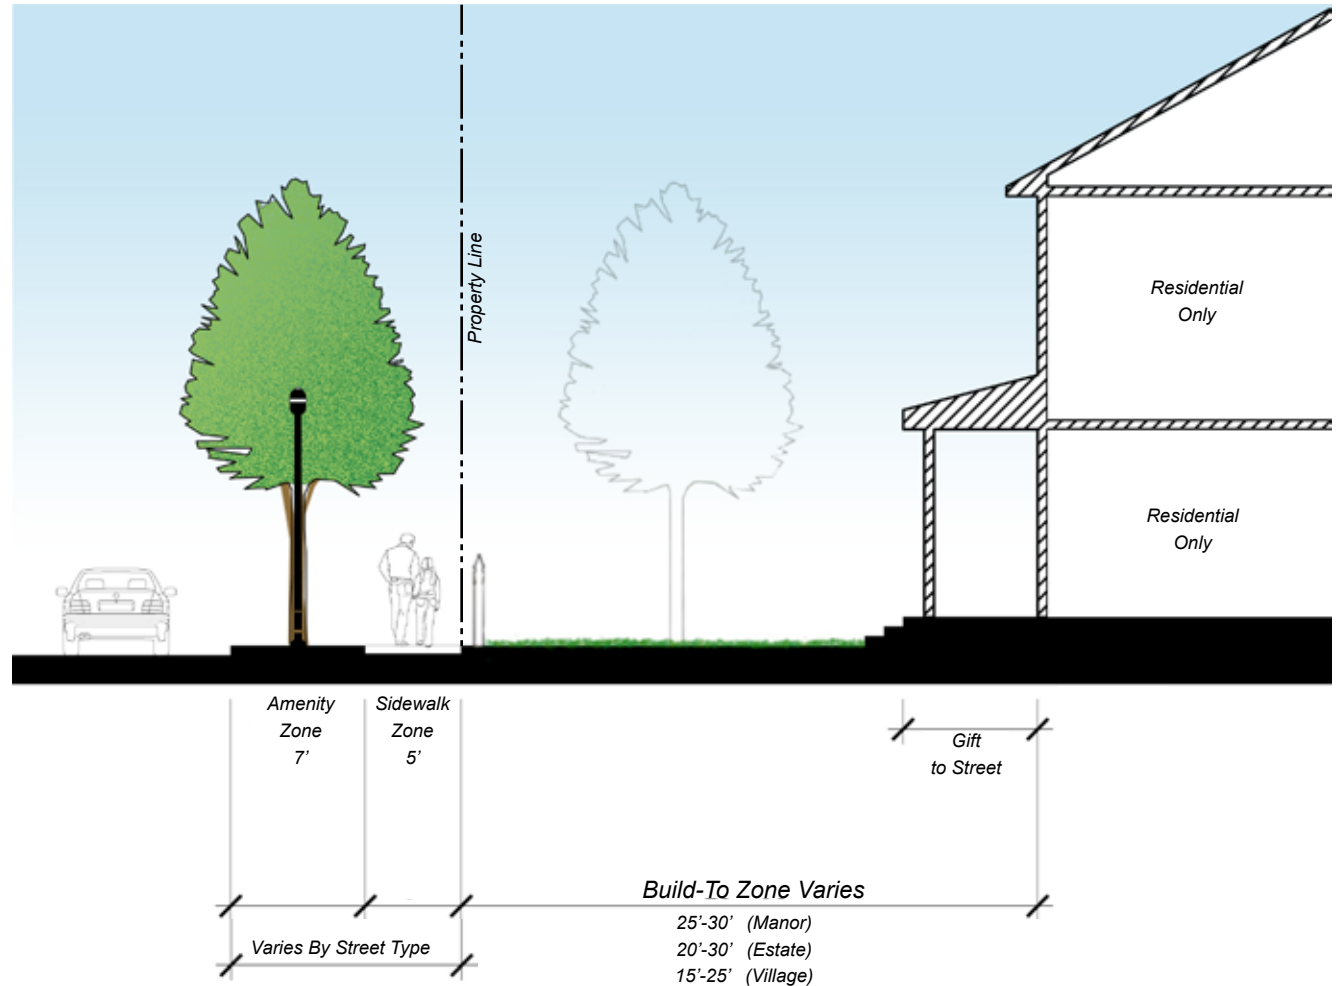 Property Line
Residential
Only
Residential
Only
Amenity
Zone
7’
Sidewalk
Zone
5’
Gift
to Street
Build-To Zone Varies
25’-30’ (Manor)
20’-30’ (Estate)
15’-25’ (Village)
Varies By Street Type